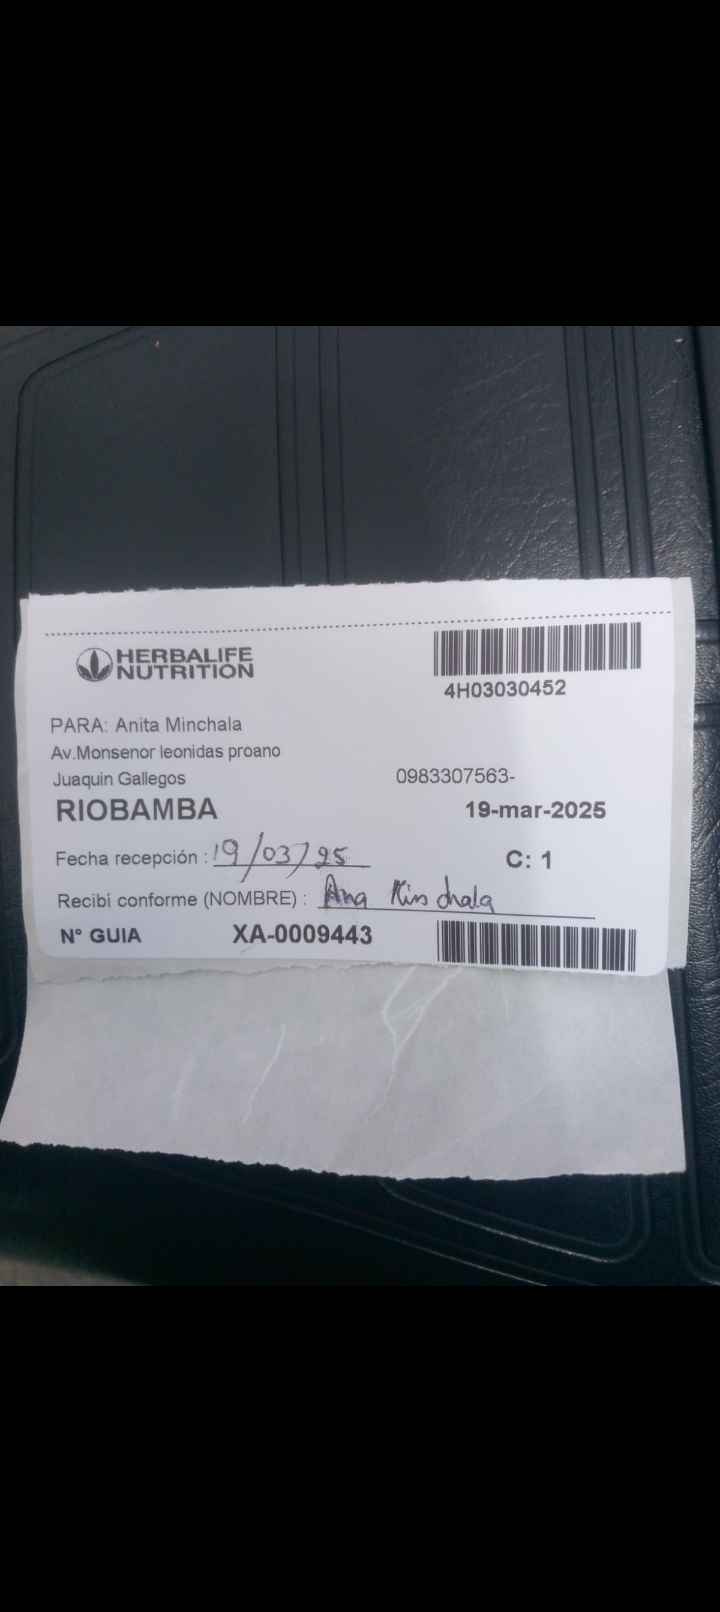 HERBALIFE
NUTRITION
4H03030452
PARA: Anita Minchala
Av.Monsenor leonidas proano
Juaquin Gallegos
0983307563-
RIOBAMBA
19-mar-2025
Fecha recepción : 19/03/25
C: 1
Recibi conforme (NOMBRE) : Ana Minchala
N° GUIA XA-0009443